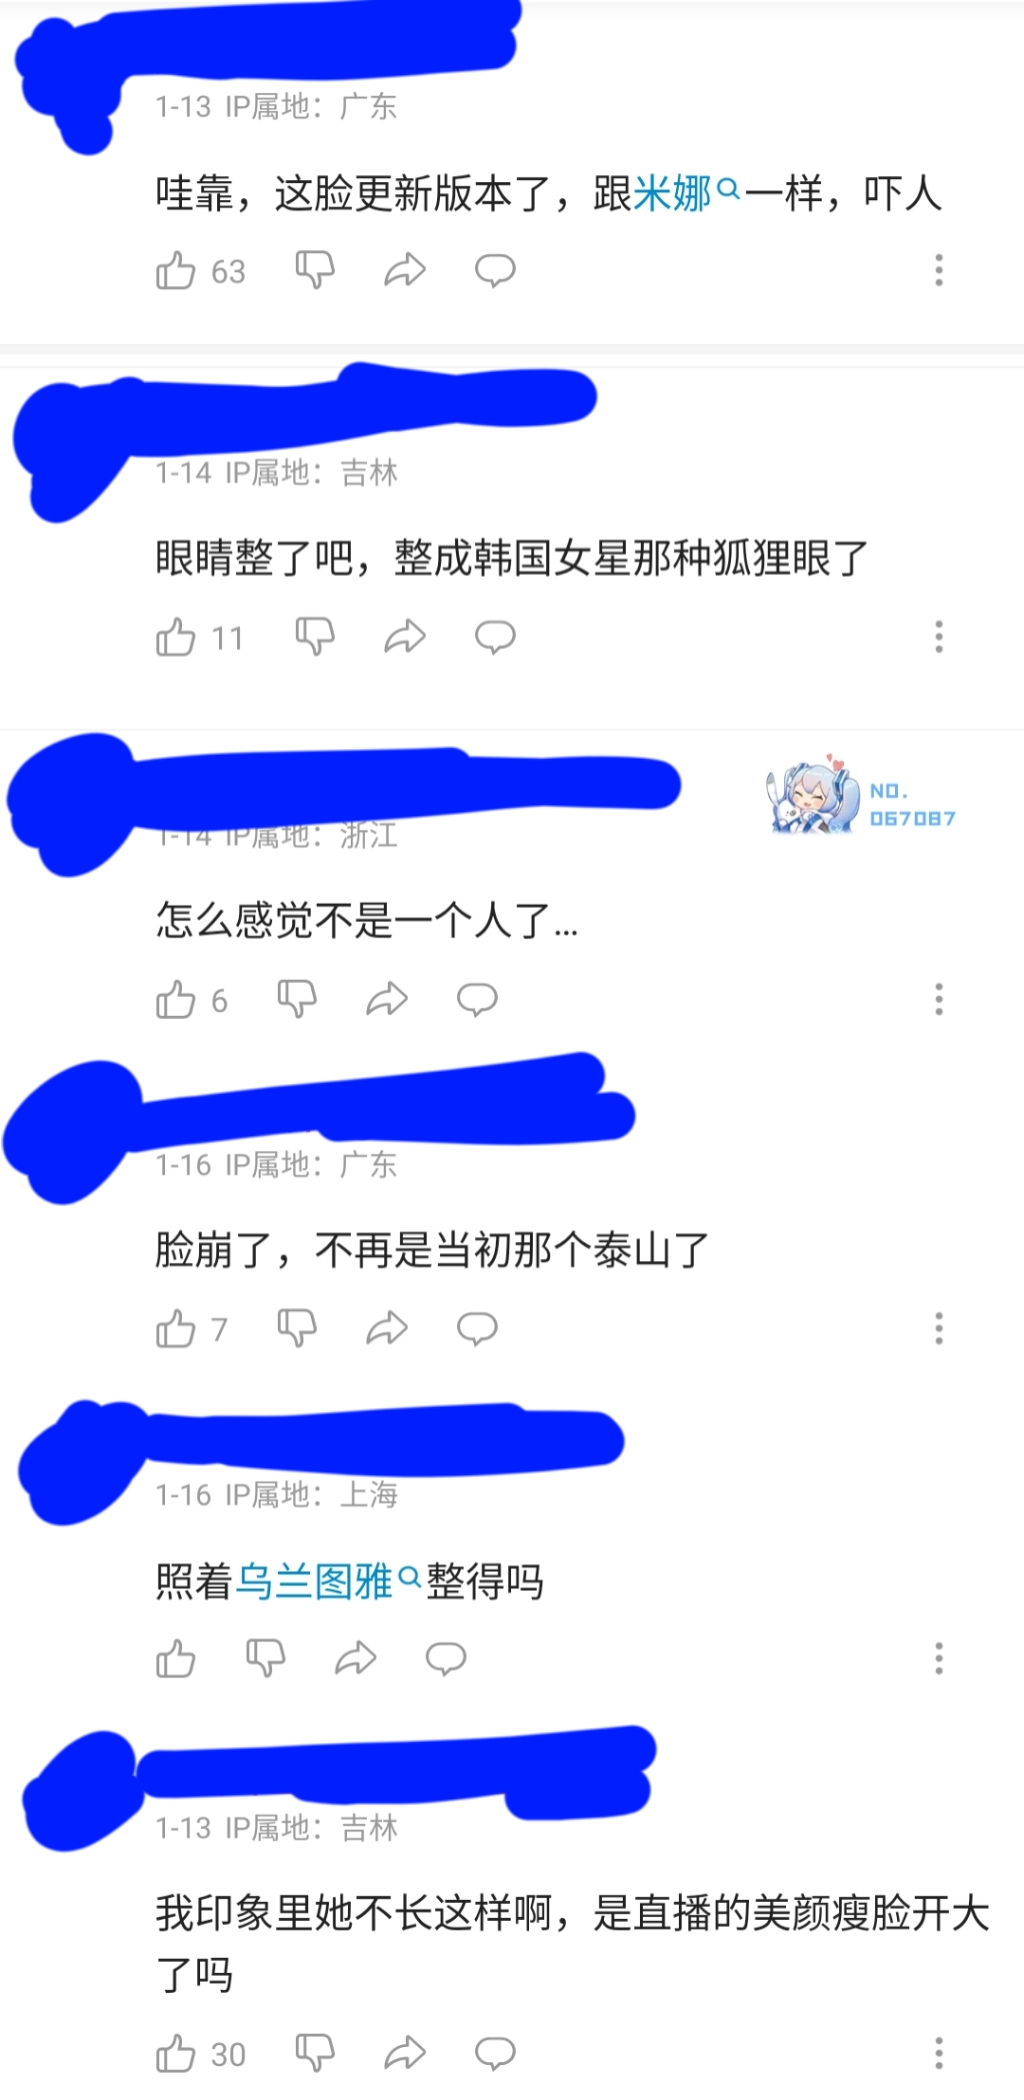 1-13 IP属地：广东
哇靠，这脸更新版本了，跟米娜一样，吓人
63
1-14 IP属地：吉林
眼睛整了吧，整成韩国女星那种狐狸眼了
11
NO.
067087
1-14 IP属地：浙江
怎么感觉不是一个人了...
6
1-16 IP属地：广东
脸崩了，不再是当初那个泰山了
7
1-16 IP属地：上海
照着乌兰图雅整得吗
1-13 IP属地：吉林
我印象里她不长这样啊，是直播的美颜瘦脸开大
了吗
30